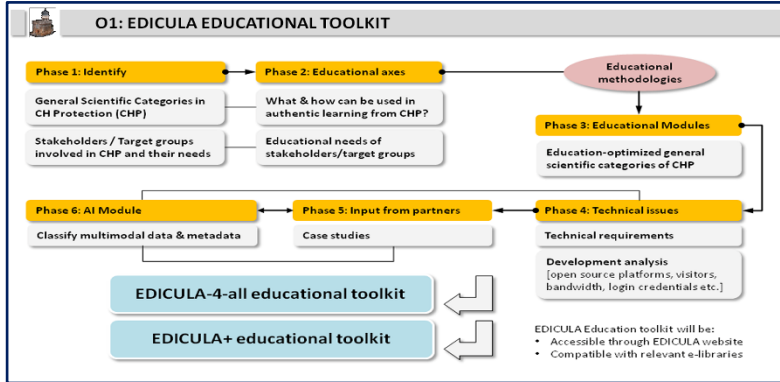 O1: EDICULA EDUCATIONAL TOOLKIT
Phase 1: Identify
Phase 2: Educational axes
Educational
methodologies
General Scientific Categories in
CH Protection (CHP)
What & how can be used in
authentic learning from CHP?
Stakeholders / Target groups
involved in CHP and their needs
Educational needs of
stakeholders/target groups
Phase 3: Educational Modules
Education-optimized general
scientific categories of CHP
Phase 6: AI Module
Phase 5: Input from partners
Phase 4: Technical issues
Classify multimodal data & metadata
Case studies
Technical requirements
Development analysis
[open source platforms, visitors,
bandwidth, login credentials etc.]
EDICULA-4-all educational toolkit
EDICULA+ educational toolkit
EDICULA Education toolkit will be:
• Accessible through EDICULA website
• Compatible with relevant e-libraries